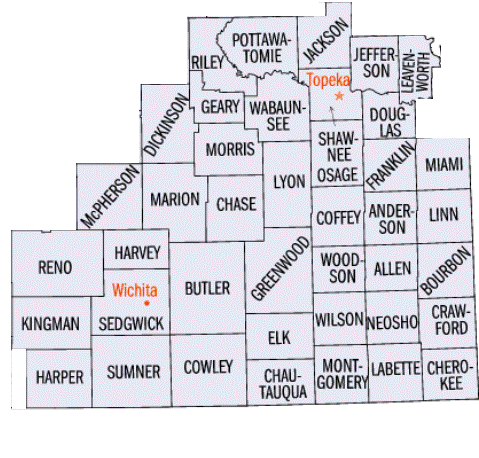 POTTAWA-
TOMIE
JACKSON
RILEY
JEFFER-
SON
LEAVEN-
WORTH
Topeka
DICKINSON
GEARY
WABAUN-
SEE
DOUG-
LAS
MORRIS
SHAW-
NEE
OSAGE
FRANKLIN
MIAMI
McPHERSON
MARION
CHASE
LYON
COFFEY
ANDER-
SON
LINN
RENO
HARVEY
BUTLER
GREENWOOD
WOOD-
SON
ALLEN
BOURBON
Wichita
KINGMAN
SEDGWICK
ELK
WILSON
NEOSHO
CRAW-
FORD
HARPER
SUMNER
COWLEY
CHAU-
TAUQUA
MONT-
GOMERY
LABETTE
CHERO-
KEE